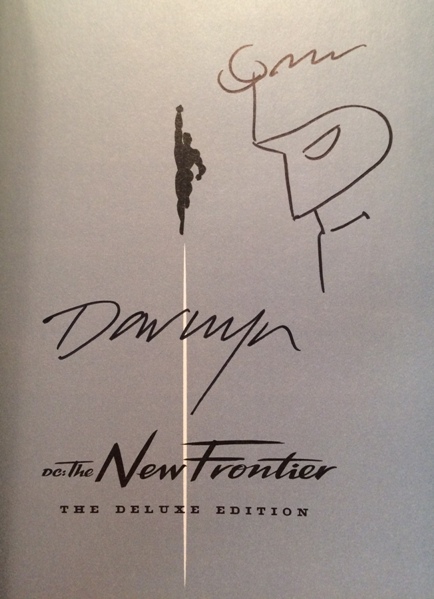 Darwyn
DC: The New Frontier
THE DELUXE EDITION